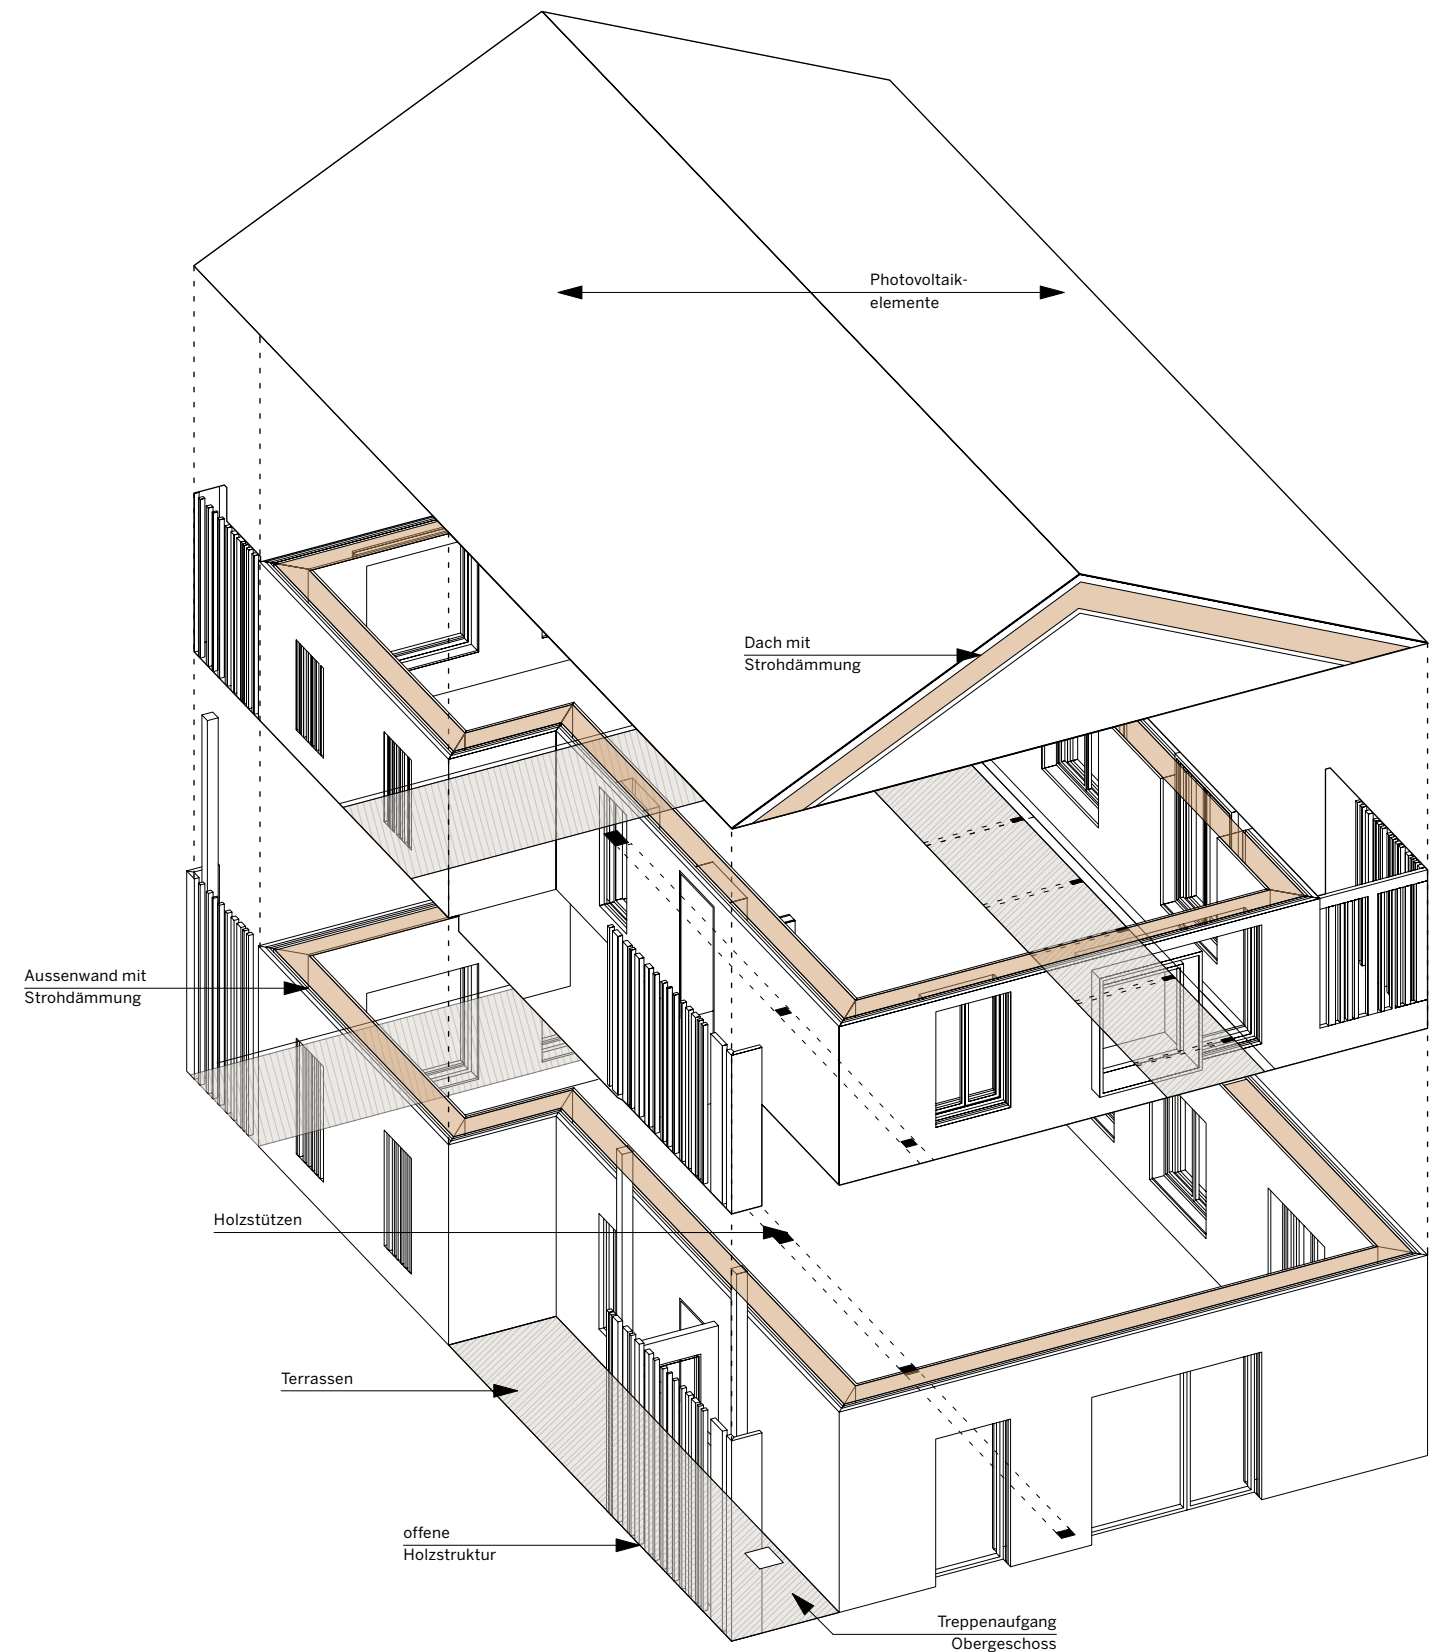 Photovoltaik-
elemente
Dach mit
Strohdämmung
Aussenwand mit
Strohdämmung
Holzstützen
Terrassen
offene
Holzstruktur
Treppenaufgang
Obergeschoss